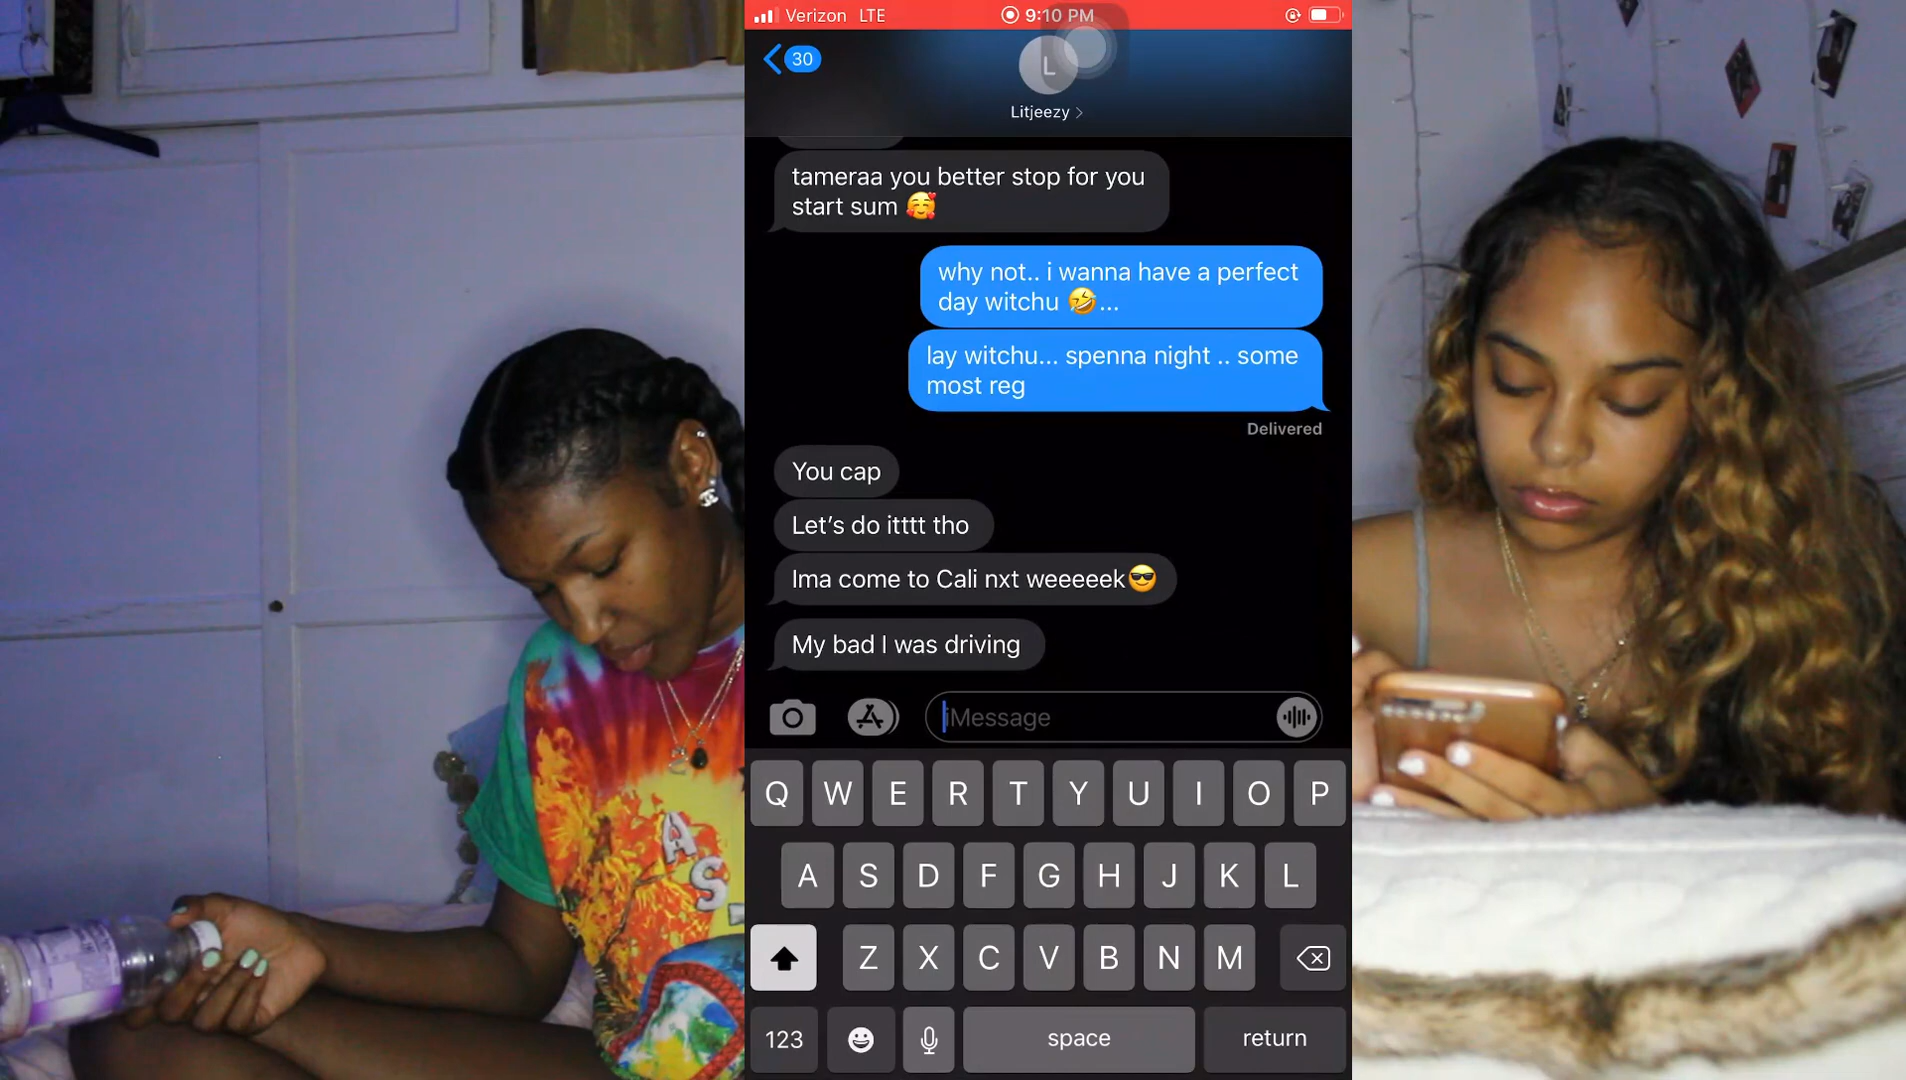 Verizon LTE 9:10 PM
30
L
Litjeezy
tameraa you better stop for you
start sum 🥰
why not.. i wanna have a perfect
day witchu 🤣...
lay witchu... spenna night .. some
most reg
Delivered
You cap
Let's do itttt tho
Ima come to Cali nxt weeeeek😎
My bad I was driving
iMessage
Q W E R T Y U I O P
A S D F G H J K L
Z X C V B N M
123 space return
A
S